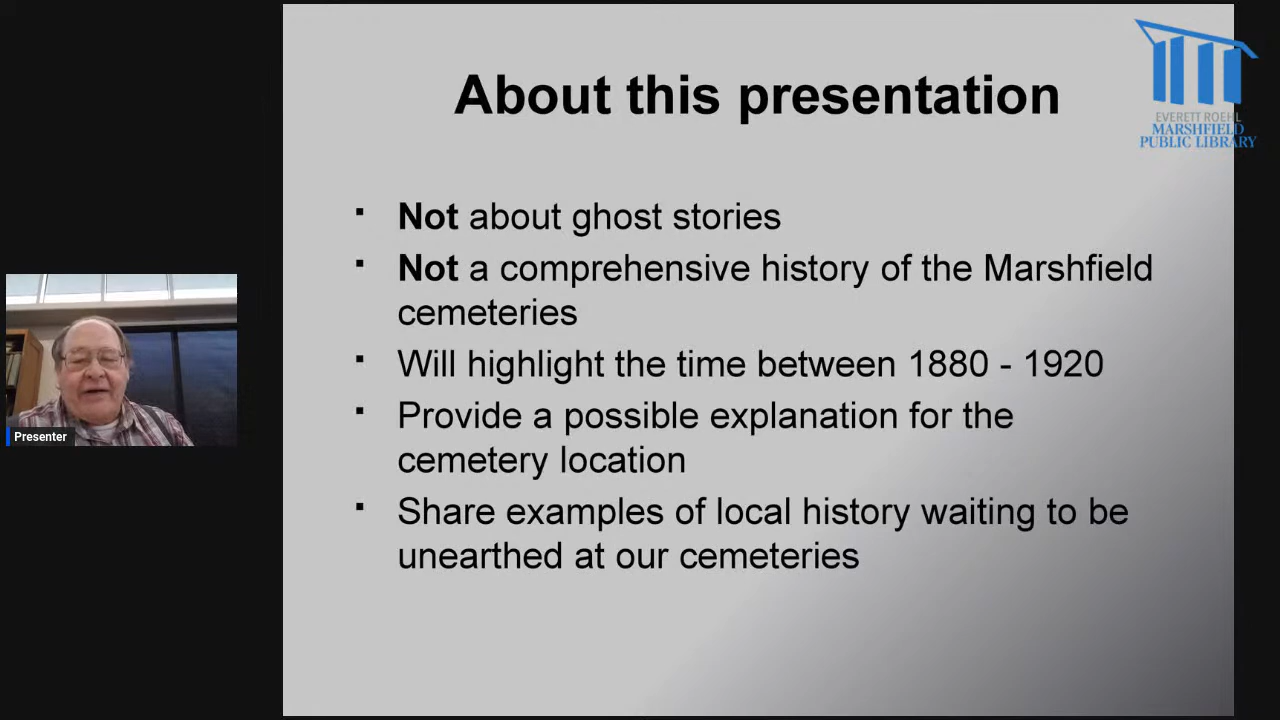 About this presentation
EVERETT ROEHL
MARSHFIELD
PUBLIC LIBRARY
▪ Not about ghost stories
▪ Not a comprehensive history of the Marshfield
cemeteries
▪ Will highlight the time between 1880 - 1920
▪ Provide a possible explanation for the
cemetery location
▪ Share examples of local history waiting to be
unearthed at our cemeteries
Presenter